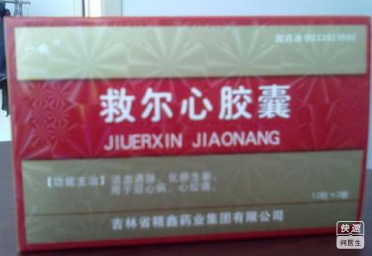 救尔心胶囊
JIUERXIN JIAONANG
【功能主治】活血通脉,化瘀生新。
用于冠心病、心绞痛。
吉林省精鑫药业集团有限公司
快速
问医生